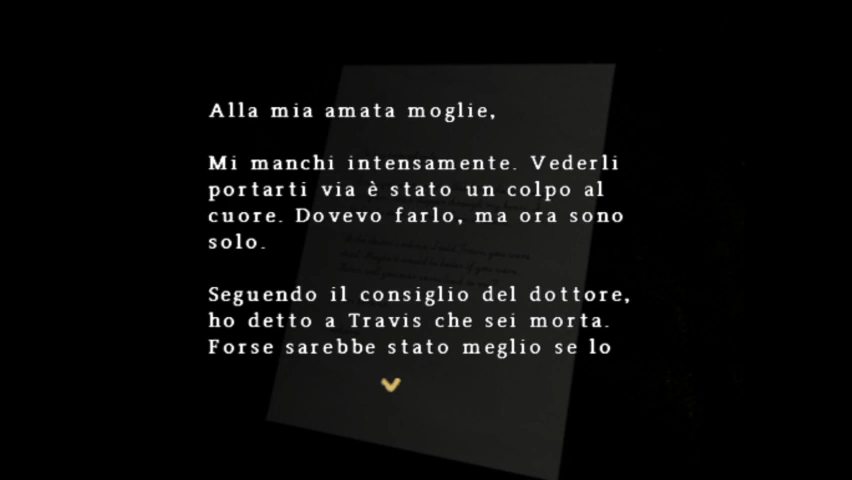 Alla mia amata moglie,
Mi manchi intensamente. Vederli
portarti via è stato un colpo al
cuore. Dovevo farlo, ma ora sono
solo.
Seguendo il consiglio del dottore,
ho detto a Travis che sei morta.
Forse sarebbe stato meglio se lo